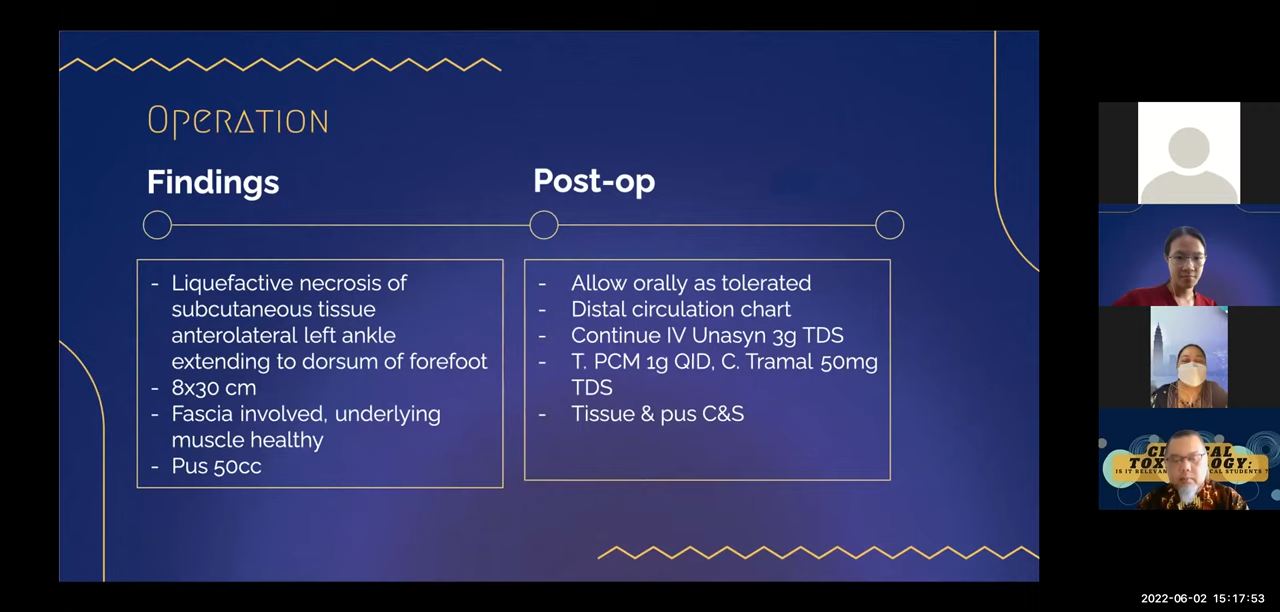 OPERATION
Findings
Post-op
- Liquefactive necrosis of
subcutaneous tissue
anterolateral left ankle
extending to dorsum of forefoot
- 8x30 cm
- Fascia involved, underlying
muscle healthy
- Pus 50cc
- Allow orally as tolerated
- Distal circulation chart
- Continue IV Unasyn 3g TDS
- T. PCM 1g QID, C. Tramal 50mg
TDS
- Tissue & pus C&S
2022-06-02 15:17:53